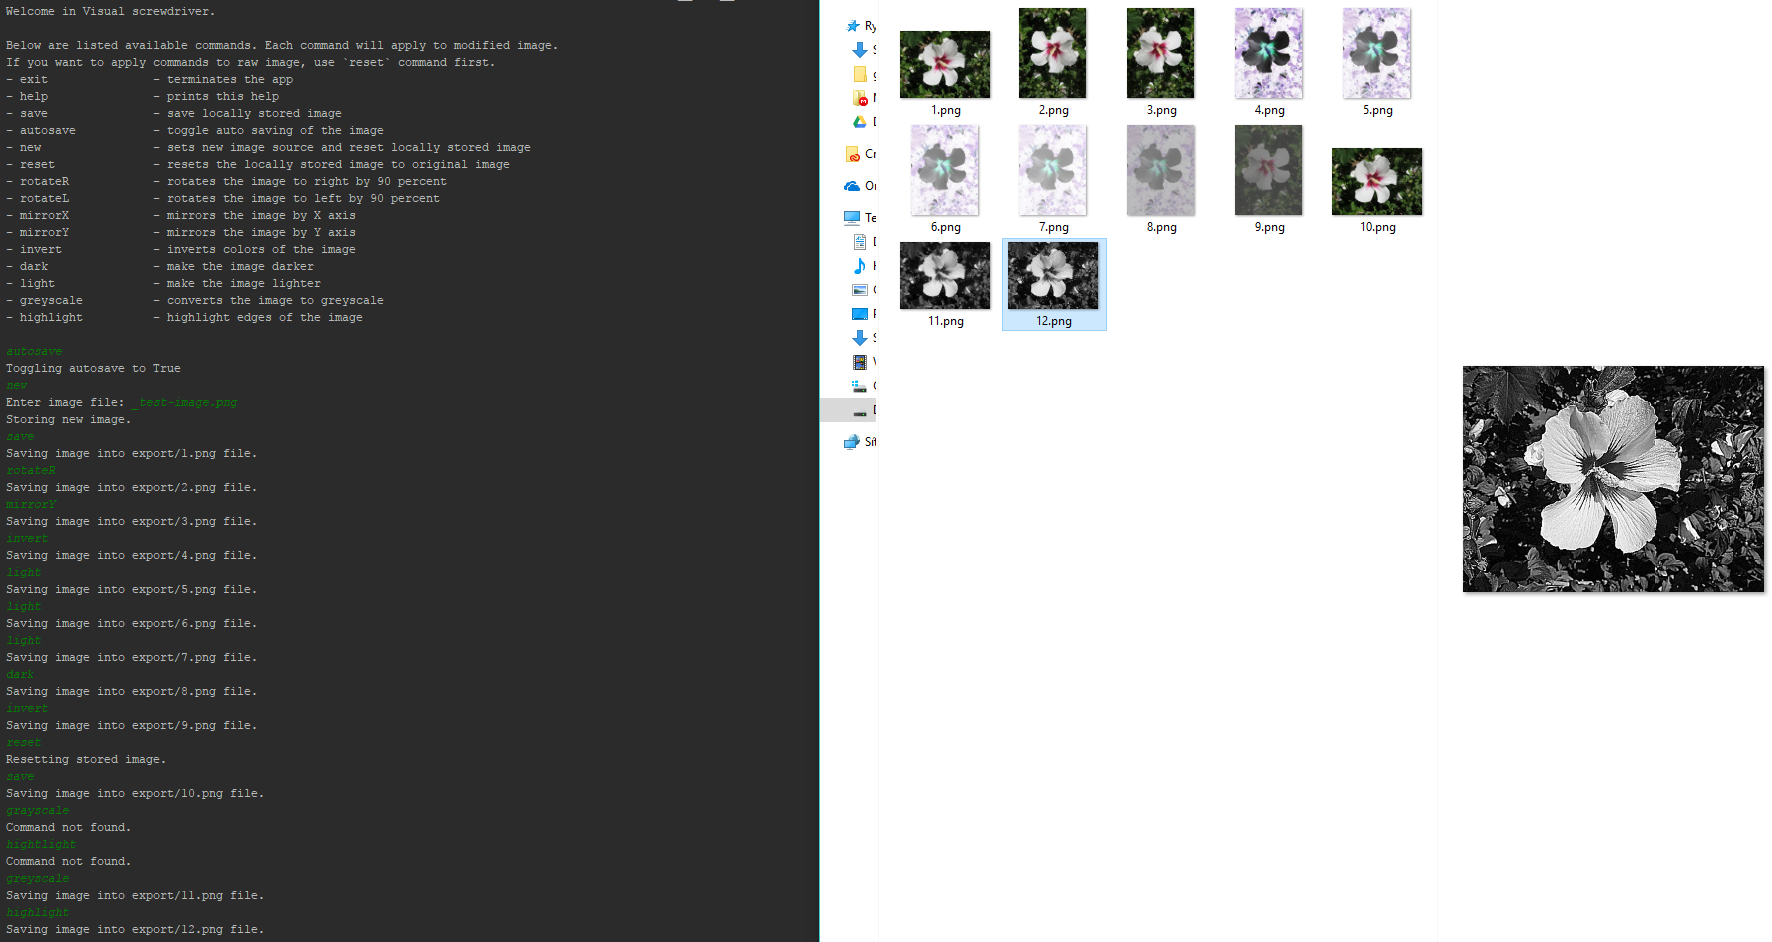 Welcome in Visual screwdriver.
Below are listed available commands. Each command will apply to modified image.
If you want to apply commands to raw image, use `reset` command first.
- exit - terminates the app
- help - prints this help
- save - save locally stored image
- autosave - toggle auto saving of the image
- new - sets new image source and reset locally stored image
- reset - resets the locally stored image to original image
- rotateR - rotates the image to right by 90 percent
- rotateL - rotates the image to left by 90 percent
- mirrorX - mirrors the image by X axis
- mirrorY - mirrors the image by Y axis
- invert - inverts colors of the image
- dark - make the image darker
- light - make the image lighter
- greyscale - converts the image to greyscale
- highlight - highlight edges of the image
autosave
Toggling autosave to True
new
Enter image file: _test-image.png
Storing new image.
save
Saving image into export/1.png file.
rotateR
Saving image into export/2.png file.
mirrorY
Saving image into export/3.png file.
invert
Saving image into export/4.png file.
light
Saving image into export/5.png file.
light
Saving image into export/6.png file.
light
Saving image into export/7.png file.
dark
Saving image into export/8.png file.
invert
Saving image into export/9.png file.
reset
Resetting stored image.
save
Saving image into export/10.png file.
grayscale
Command not found.
hightlight
Command not found.
greyscale
Saving image into export/11.png file.
highlight
Saving image into export/12.png file.
Ry
Cr
Te
Sít
1.png
2.png
3.png
4.png
5.png
6.png
7.png
8.png
9.png
10.png
11.png
12.png